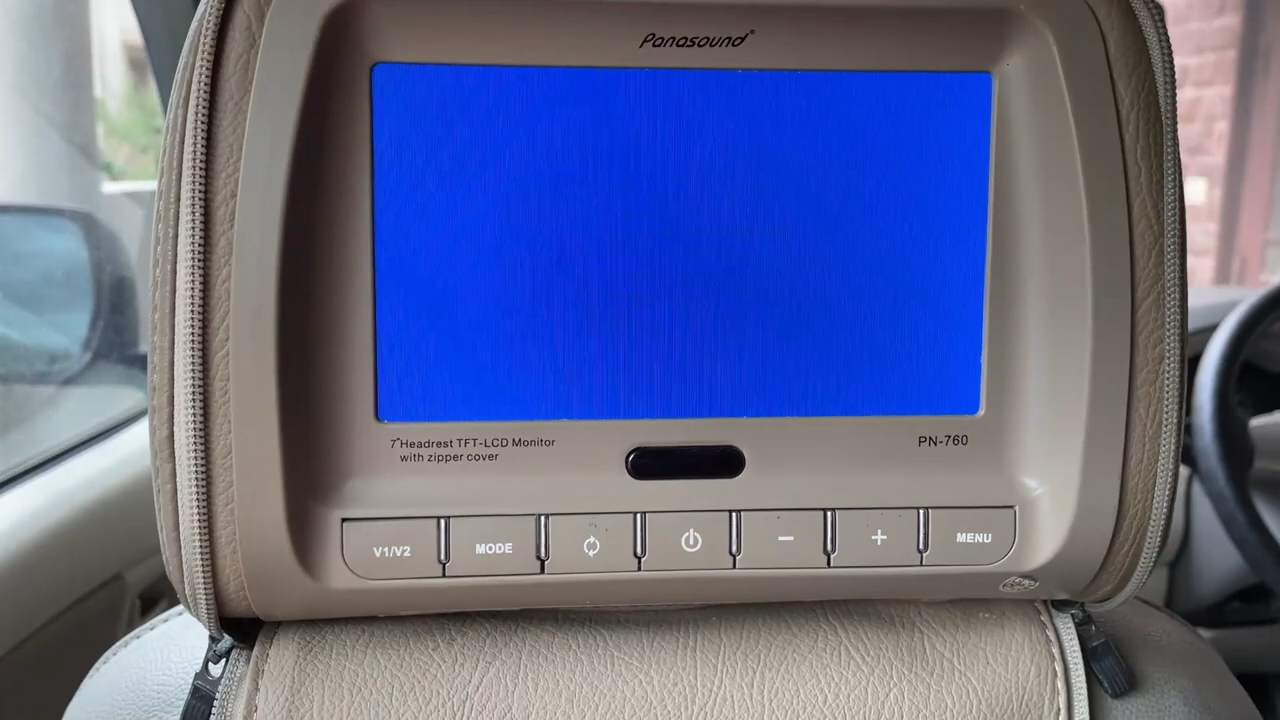 Panasound®
7"Headrest TFT-LCD Monitor
with zipper cover
PN-760
V1/V2
MODE
− +
MENU